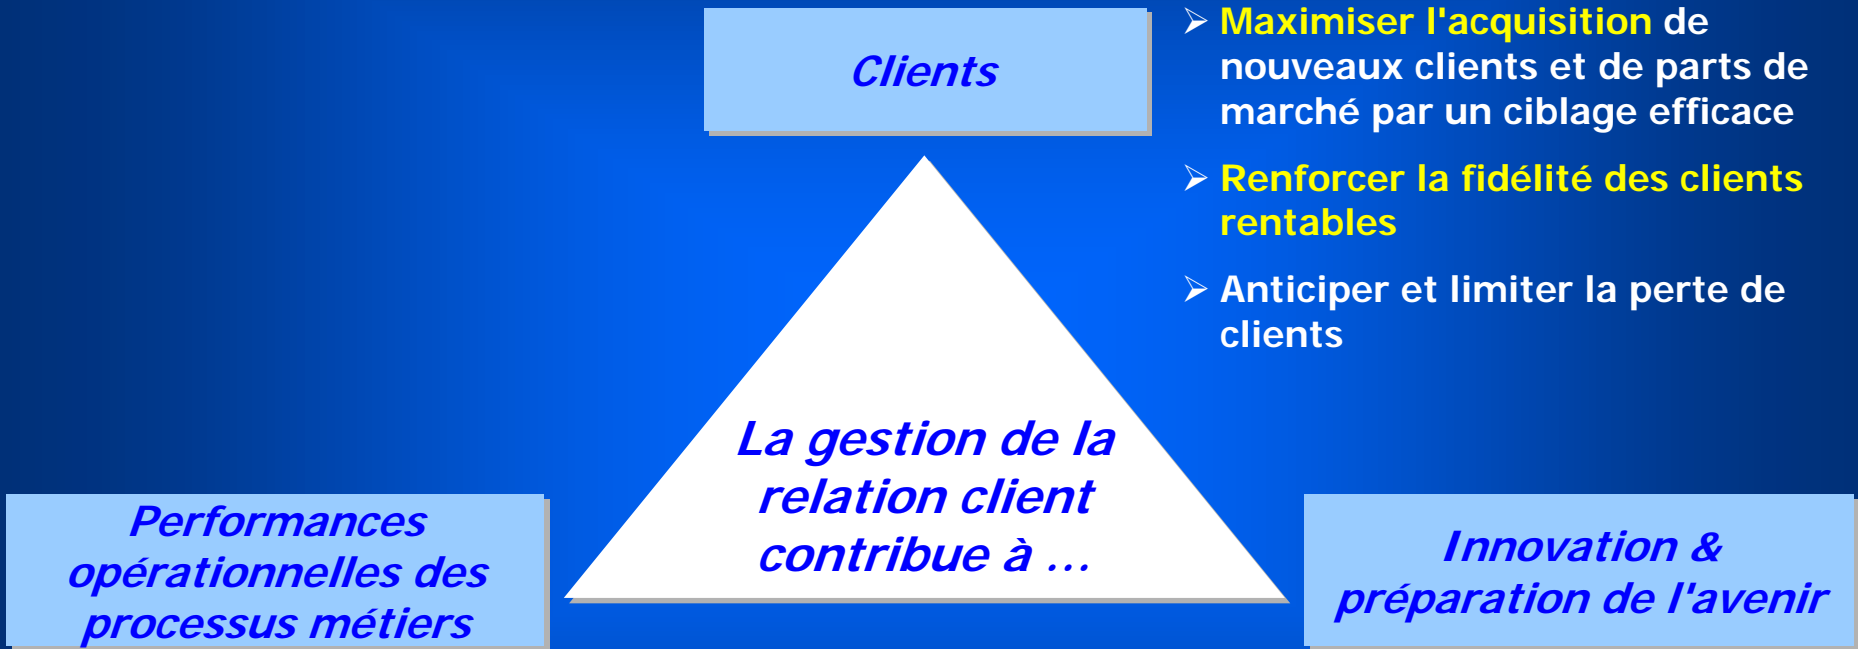 Clients
➢ Maximiser l'acquisition de
nouveaux clients et de parts de
marché par un ciblage efficace
➢ Renforcer la fidélité des clients
rentables
➢ Anticiper et limiter la perte de
clients
La gestion de la
relation client
contribue à ...
Performances
opérationnelles des
processus métiers
Innovation &
préparation de l'avenir